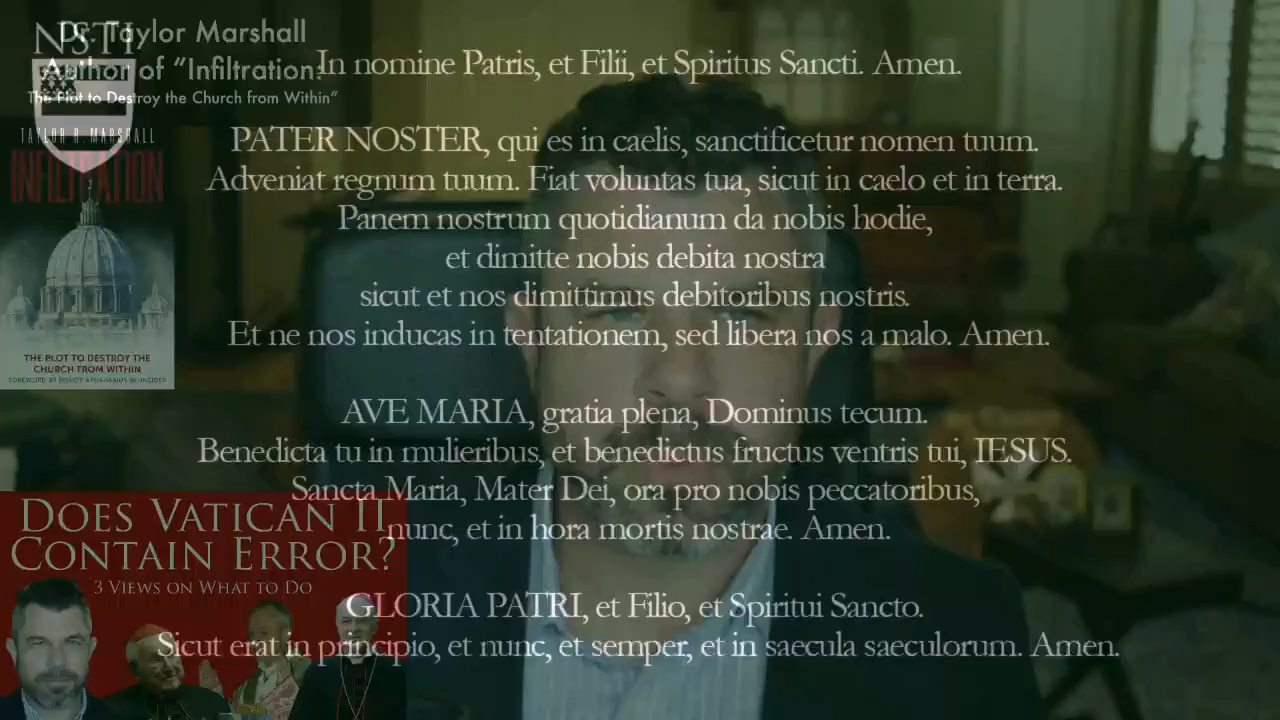 NSTI
Dr. Taylor Marshall
Author of “Infiltration:
The Plot to Destroy the Church from Within”
TAYLOR R. MARSHALL
INFILTRATION
THE PLOT TO DESTROY THE
CHURCH FROM WITHIN
FOREWORD BY BISHOP ATHANASIUS SCHNEIDER
In nomine Patris, et Filii, et Spiritus Sancti. Amen.
PATER NOSTER, qui es in caelis, sanctificetur nomen tuum.
Adveniat regnum tuum. Fiat voluntas tua, sicut in caelo et in terra.
Panem nostrum quotidianum da nobis hodie,
et dimitte nobis debita nostra
sicut et nos dimittimus debitoribus nostris.
Et ne nos inducas in tentationem, sed libera nos a malo. Amen.
AVE MARIA, gratia plena, Dominus tecum.
Benedicta tu in mulieribus, et benedictus fructus ventris tui, IESUS.
Sancta Maria, Mater Dei, ora pro nobis peccatoribus,
nunc, et in hora mortis nostrae. Amen.
GLORIA PATRI, et Filio, et Spiritui Sancto.
Sicut erat in principio, et nunc, et semper, et in saecula saeculorum. Amen.
DOES VATICAN II
CONTAIN ERROR?
3 VIEWS ON WHAT TO DO